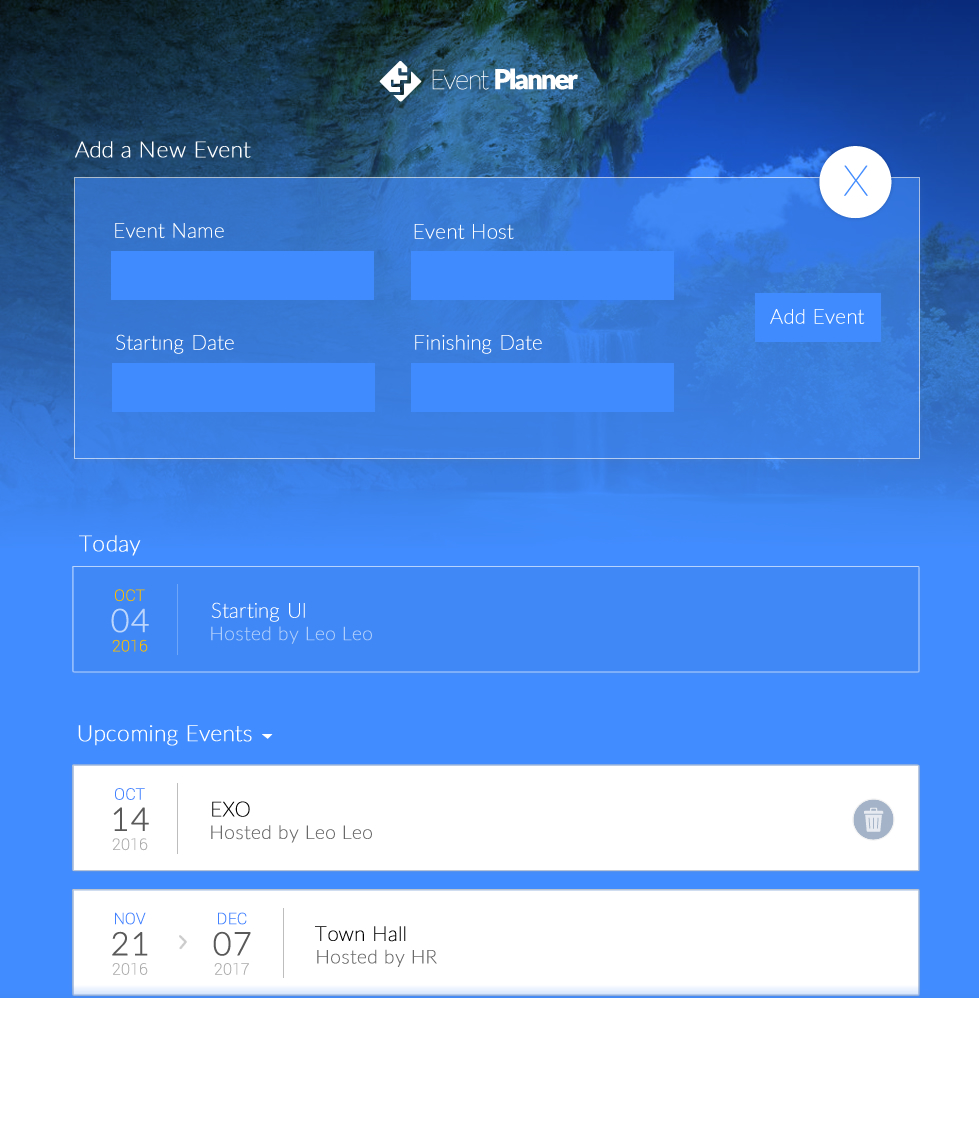 Event Planner
Add a New Event
X
Event Name
Event Host
Add Event
Starting Date
Finishing Date
Today
OCT
04
2016
Starting UI
Hosted by Leo Leo
Upcoming Events
OCT
14
2016
EXO
Hosted by Leo Leo
NOV
21
2016
DEC
07
2017
Town Hall
Hosted by HR